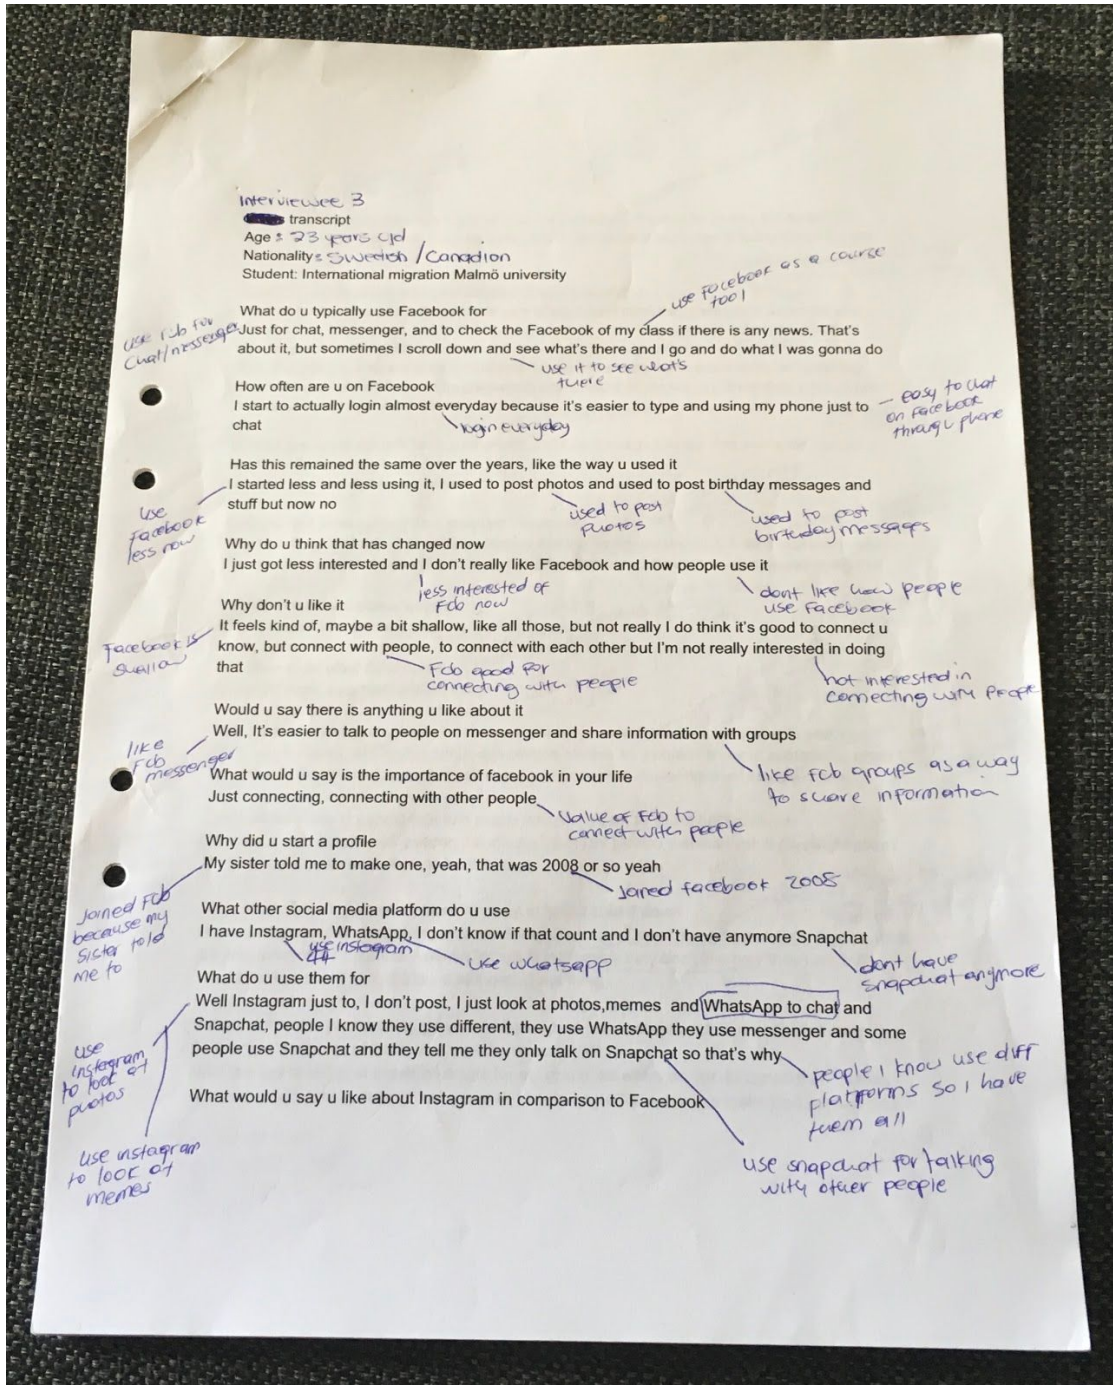 Interviewee 3
transcript
Age: 23 years old
Nationality: Swedish/Canadian
Student: International migration Malmö university
use Facebook as a course
tool
What do u typically use Facebook for
use fcb for
chat/messenger
Just for chat, messenger, and to check the Facebook of my class if there is any news. That's
about it, but sometimes I scroll down and see what's there and I go and do what I was gonna do
use it to see what's
there
How often are u on Facebook
I start to actually login almost everyday because it's easier to type and using my phone just to
chat
login everyday
easy to chat
on Facebook
through phone
Has this remained the same over the years, like the way u used it
I started less and less using it, I used to post photos and used to post birthday messages and
stuff but now no
use
Facebook
less now
used to post
photos
used to post
birthday messages
Why do u think that has changed now
I just got less interested and I don't really like Facebook and how people use it
less interested of
Fcb now
dont like how people
use Facebook
Why don't u like it
It feels kind of, maybe a bit shallow, like all those, but not really I do think it's good to connect u
know, but connect with people, to connect with each other but I'm not really interested in doing
that
Facebook is
shallow
Fcb good for
connecting with people
not interested in
connecting with people
Would u say there is anything u like about it
Well, It's easier to talk to people on messenger and share information with groups
like
Fcb
messenger
like fcb groups as a way
to share information
What would u say is the importance of facebook in your life
Just connecting, connecting with other people
Value of Fcb to
connect with people
Why did u start a profile
My sister told me to make one, yeah, that was 2008 or so yeah
Joined Fcb
because my
sister told
me to
Joined facebook 2008
What other social media platform do u use
I have Instagram, WhatsApp, I don't know if that count and I don't have anymore Snapchat
use instagram
use whatsapp
dont have
snapchat anymore
What do u use them for
Well Instagram just to, I don't post, I just look at photos,memes and WhatsApp to chat and
Snapchat, people I know they use different, they use WhatsApp they use messenger and some
people use Snapchat and they tell me they only talk on Snapchat so that's why
use
instagram
to look at
photos
people I know use diff
platforms so I have
them all
What would u say u like about Instagram in comparison to Facebook
use instagram
to look at
memes
use snapchat for talking
with other people